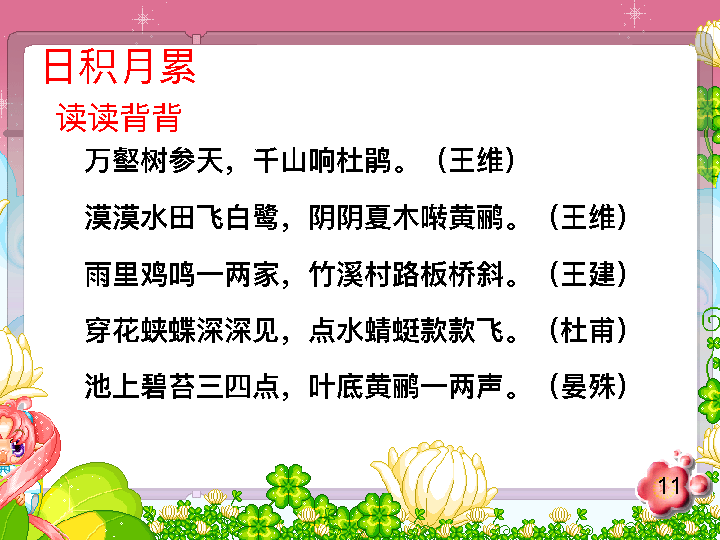 日积月累
读读背背
万壑树参天，千山响杜鹃。（王维）
漠漠水田飞白鹭，阴阴夏木啭黄鹂。（王维）
雨里鸡鸣一两家，竹溪村路板桥斜。（王建）
穿花蛱蝶深深见，点水蜻蜓款款飞。（杜甫）
池上碧苔三四点，叶底黄鹂一两声。（晏殊）
11